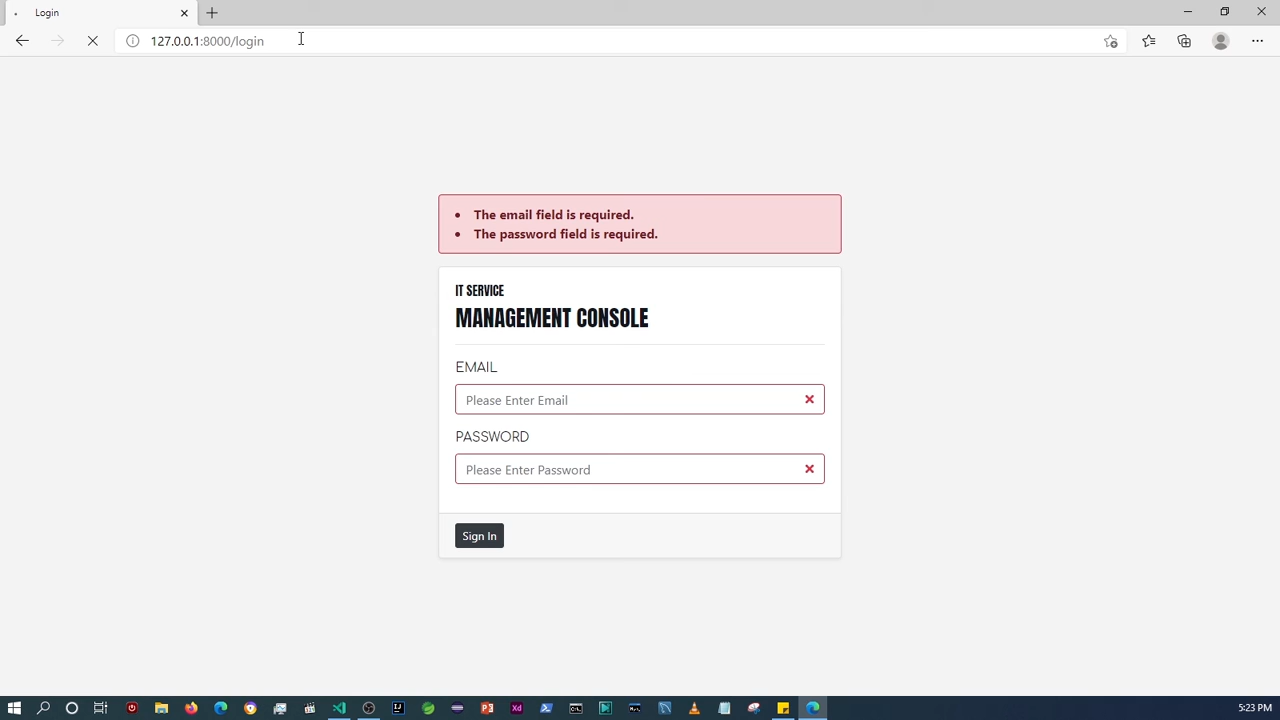 Login
127.0.0.1:8000/login
The email field is required.
The password field is required.
IT SERVICE
MANAGEMENT CONSOLE
EMAIL
Please Enter Email
PASSWORD
Please Enter Password
Sign In
5:23 PM